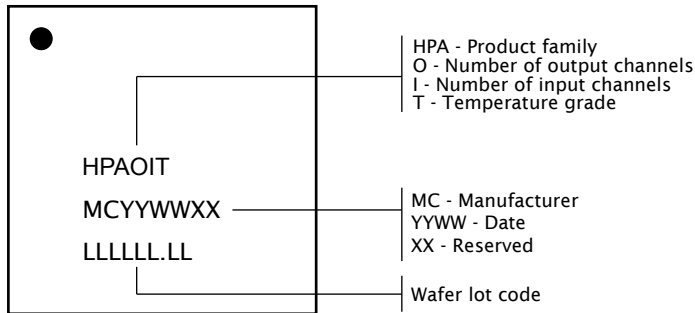 HPA - Product family
O - Number of output channels
I - Number of input channels
T - Temperature grade
HPAOIT
MCYYWWXX
LLLLLL.LL
MC - Manufacturer
YYWW - Date
XX - Reserved
Wafer lot code